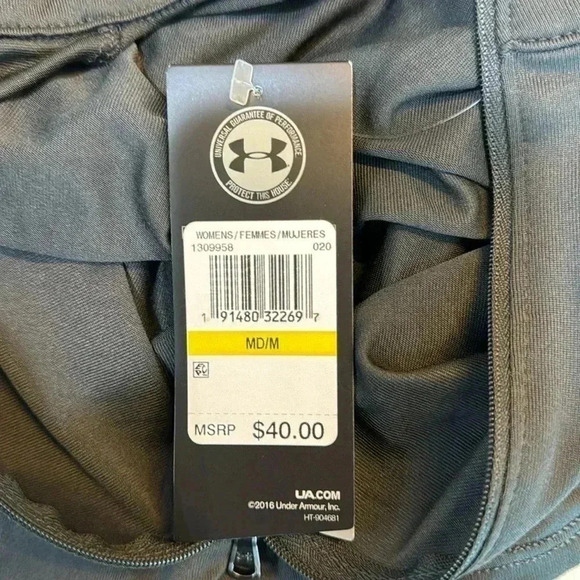 UNIVERSAL GUARANTEE OF PERFORMANCE
PROTECT THIS HOUSE
WOMENS/FEMMES/MUJERES
1309958 020
1 91480 32269 7
MD/M
MSRP $40.00
UA.COM
©2016 Under Armour, Inc.
HT-904681